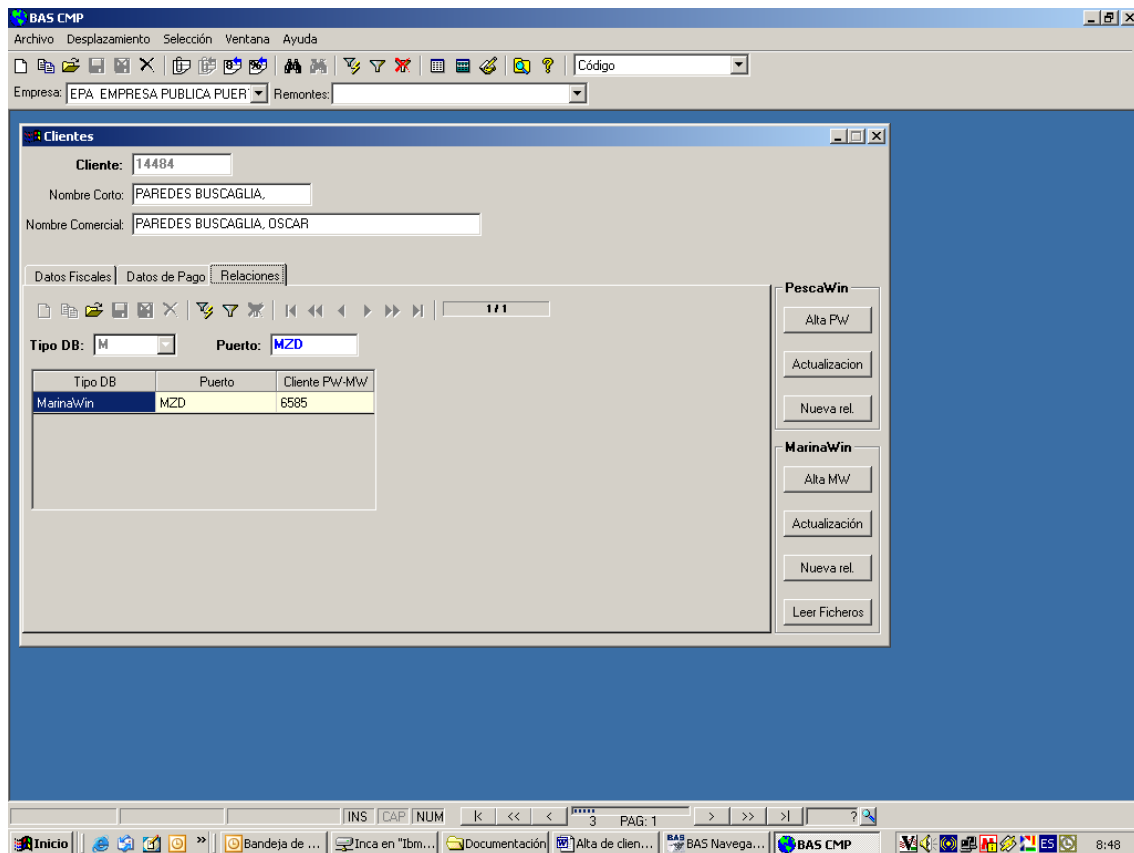 BAS CMP
Archivo Desplazamiento Selección Ventana Ayuda
Código
Empresa: EPA EMPRESA PUBLICA PUER Remontes:
Clientes
Cliente: 14484
Nombre Corto: PAREDES BUSCAGLIA,
Nombre Comercial: PAREDES BUSCAGLIA, OSCAR
Datos Fiscales Datos de Pago Relaciones
1 / 1
Tipo DB: M Puerto: MZD
Tipo DB Puerto Cliente PW-MW
MarinaWin MZD 6585
PescaWin
Alta PW
Actualizacion
Nueva rel.
MarinaWin
Alta MW
Actualización
Nueva rel.
Leer Ficheros
INS CAP NUM |< << < 3 PAG: 1 > >> >| ?
Inicio » Bandeja de ... Inca en "Ibm... Documentación Alta de clien... BAS Navega... BAS CMP ES 8:48